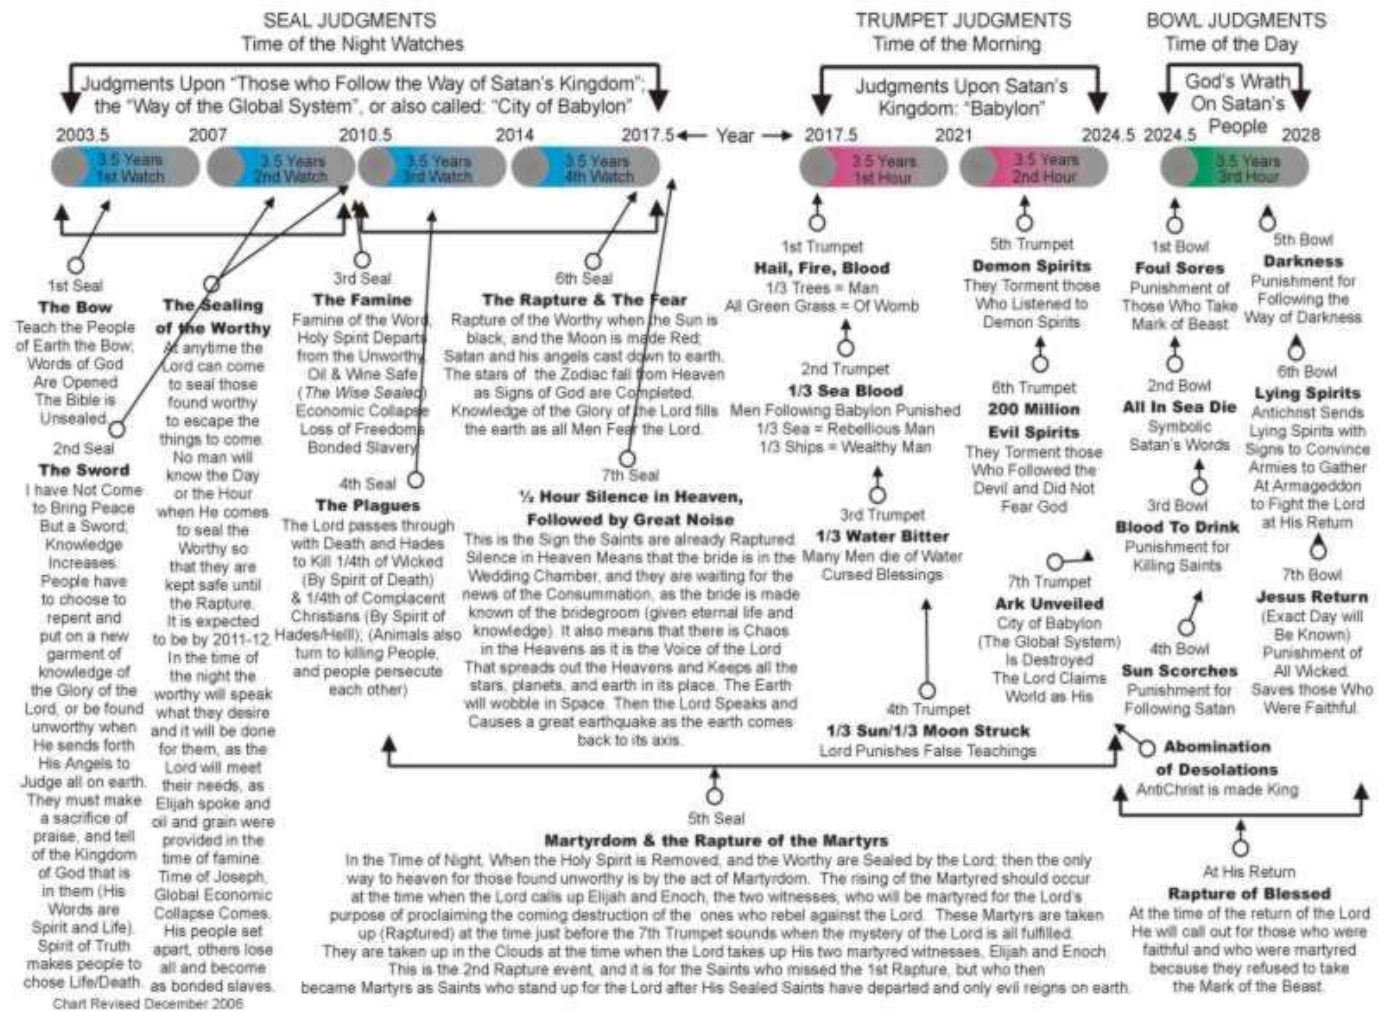 SEAL JUDGMENTS
Time of the Night Watches
Judgments Upon "Those who Follow the Way of Satan's Kingdom";
the "Way of the Global System", or also called: "City of Babylon"
TRUMPET JUDGMENTS
Time of the Morning
Judgments Upon Satan's
Kingdom: "Babylon"
BOWL JUDGMENTS
Time of the Day
God's Wrath
On Satan's
People
2003.5 2007 2010.5 2014 2017.5 Year 2017.5 2021 2024.5 2024.5 2028
3.5 Years
1st Watch
3.5 Years
2nd Watch
3.5 Years
3rd Watch
3.5 Years
4th Watch
3.5 Years
1st Hour
3.5 Years
2nd Hour
3.5 Years
3rd Hour
1st Seal
The Bow
Teach the People
of Earth the Bow;
Words of God
Are Opened
The Bible is
Unsealed.
2nd Seal
The Sword
I have Not Come
to Bring Peace
But a Sword;
Knowledge
Increases.
People have
to choose to
repent and
put on a new
garment of
knowledge of
the Glory of the
Lord, or be found
unworthy when
He sends forth
His Angels to
Judge all on earth.
They must make
a sacrifice of
praise, and tell
of the Kingdom
of God that is
in them (His
Words are
Spirit and Life).
Spirit of Truth
makes people to
chose Life/Death.
Chart Revised December 2006
The Sealing
of the Worthy
At anytime the
Lord can come
to seal those
found worthy
to escape the
things to come.
No man will
know the Day
or the Hour
when He comes
to seal the
Worthy so
that they are
kept safe until
the Rapture.
It is expected
to be by 2011-12.
In the time of
the night the
worthy will speak
what they desire
and it will be done
for them, as the
Lord will meet
their needs, as
Elijah spoke and
oil and grain were
provided in the
time of famine.
Time of Joseph,
Global Economic
Collapse Comes.
His people set
apart, others lose
all and become
as bonded slaves.
3rd Seal
The Famine
Famine of the Word,
Holy Spirit Departs
from the Unworthy
Oil & Wine Safe
(The Wise Sealed)
Economic Collapse
Loss of Freedoms
Bonded Slavery
4th Seal
The Plagues
The Lord passes through
with Death and Hades
to Kill 1/4th of Wicked
(By Spirit of Death)
& 1/4th of Complacent
Christians (By Spirit of
Hades/Hell); (Animals also
turn to killing People,
and people persecute
each other)
6th Seal
The Rapture & The Fear
Rapture of the Worthy when the Sun is
black, and the Moon is made Red;
Satan and his angels cast down to earth.
The stars of the Zodiac fall from Heaven
as Signs of God are Completed.
Knowledge of the Glory of the Lord fills
the earth as all Men Fear the Lord.
7th Seal
½ Hour Silence in Heaven,
Followed by Great Noise
This is the Sign the Saints are already Raptured.
Silence in Heaven Means that the bride is in the
Wedding Chamber, and they are waiting for the
news of the Consummation, as the bride is made
known of the bridegroom (given eternal life and
knowledge). It also means that there is Chaos
in the Heavens as it is the Voice of the Lord
That spreads out the Heavens and Keeps all the
stars, planets, and earth in its place. The Earth
will wobble in Space. Then the Lord Speaks and
Causes a great earthquake as the earth comes
back to its axis.
1st Trumpet
Hail, Fire, Blood
1/3 Trees = Man
All Green Grass = Of Womb
2nd Trumpet
1/3 Sea Blood
Men Following Babylon Punished
1/3 Sea = Rebellious Man
1/3 Ships = Wealthy Man
3rd Trumpet
1/3 Water Bitter
Many Men die of Water
Cursed Blessings
4th Trumpet
1/3 Sun/1/3 Moon Struck
Lord Punishes False Teachings
5th Trumpet
Demon Spirits
They Torment those
Who Listened to
Demon Spirits
6th Trumpet
200 Million
Evil Spirits
They Torment those
Who Followed the
Devil and Did Not
Fear God
7th Trumpet
Ark Unveiled
City of Babylon
(The Global System)
Is Destroyed
The Lord Claims
World as His
1st Bowl
Foul Sores
Punishment of
Those Who Take
Mark of Beast
2nd Bowl
All In Sea Die
Symbolic
Satan's Words
3rd Bowl
Blood To Drink
Punishment for
Killing Saints
4th Bowl
Sun Scorches
Punishment for
Following Satan
5th Bowl
Darkness
Punishment for
Following the
Way of Darkness
6th Bowl
Lying Spirits
Antichrist Sends
Lying Spirits with
Signs to Convince
Armies to Gather
At Armageddon
to Fight the Lord
at His Return
7th Bowl
Jesus Return
(Exact Day will
Be Known)
Punishment of
All Wicked.
Saves those Who
Were Faithful.
Abomination
of Desolations
AntiChrist is made King
5th Seal
Martyrdom & the Rapture of the Martyrs
In the Time of Night, When the Holy Spirit is Removed, and the Worthy are Sealed by the Lord; then the only
way to heaven for those found unworthy is by the act of Martyrdom. The rising of the Martyred should occur
at the time when the Lord calls up Elijah and Enoch, the two witnesses, who will be martyred for the Lord's
purpose of proclaiming the coming destruction of the ones who rebel against the Lord. These Martyrs are taken
up (Raptured) at the time just before the 7th Trumpet sounds when the mystery of the Lord is all fulfilled.
They are taken up in the Clouds at the time when the Lord takes up His two martyred witnesses, Elijah and Enoch.
This is the 2nd Rapture event, and it is for the Saints who missed the 1st Rapture, but who then
became Martyrs as Saints who stand up for the Lord after His Sealed Saints have departed and only evil reigns on earth.
At His Return
Rapture of Blessed
At the time of the return of the Lord
He will call out for those who were
faithful and who were martyred
because they refused to take
the Mark of the Beast.